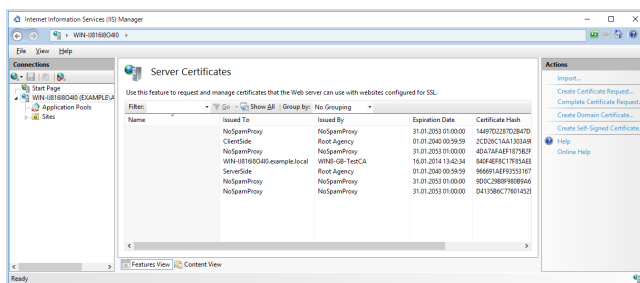 Internet Information Services (IIS) Manager
WIN-IJ816I8O4I0
File View Help
Connections
Start Page
WIN-IJ816I8O4I0 (EXAMPLE\A
Application Pools
Sites
Server Certificates
Use this feature to request and manage certificates that the Web server can use with websites configured for SSL.
Filter: Go Show All Group by: No Grouping
Name Issued To Issued By Expiration Date Certificate Hash
NoSpamProxy NoSpamProxy 31.01.2053 01:00:00 14497D2287D2B47D
ClientSide Root Agency 01.01.2040 00:59:59 2CD26C1AA1303A9
NoSpamProxy NoSpamProxy 31.01.2053 01:00:00 4DA7AFAEF1875B2F
WIN-IJ816I8O4I0.example.local WIN8-GB-TestCA 16.01.2014 13:42:34 840F4EF8C17F85AE
ServerSide Root Agency 01.01.2040 00:59:59 966691AEF93553167
NoSpamProxy NoSpamProxy 31.01.2053 01:00:00 9D0C29B8F980B9A6
NoSpamProxy NoSpamProxy 31.01.2053 01:00:00 D4135B6C77601452
Features View Content View
Ready
Actions
Import...
Create Certificate Request...
Complete Certificate Request.
Create Domain Certificate...
Create Self-Signed Certificate.
Help
Online Help